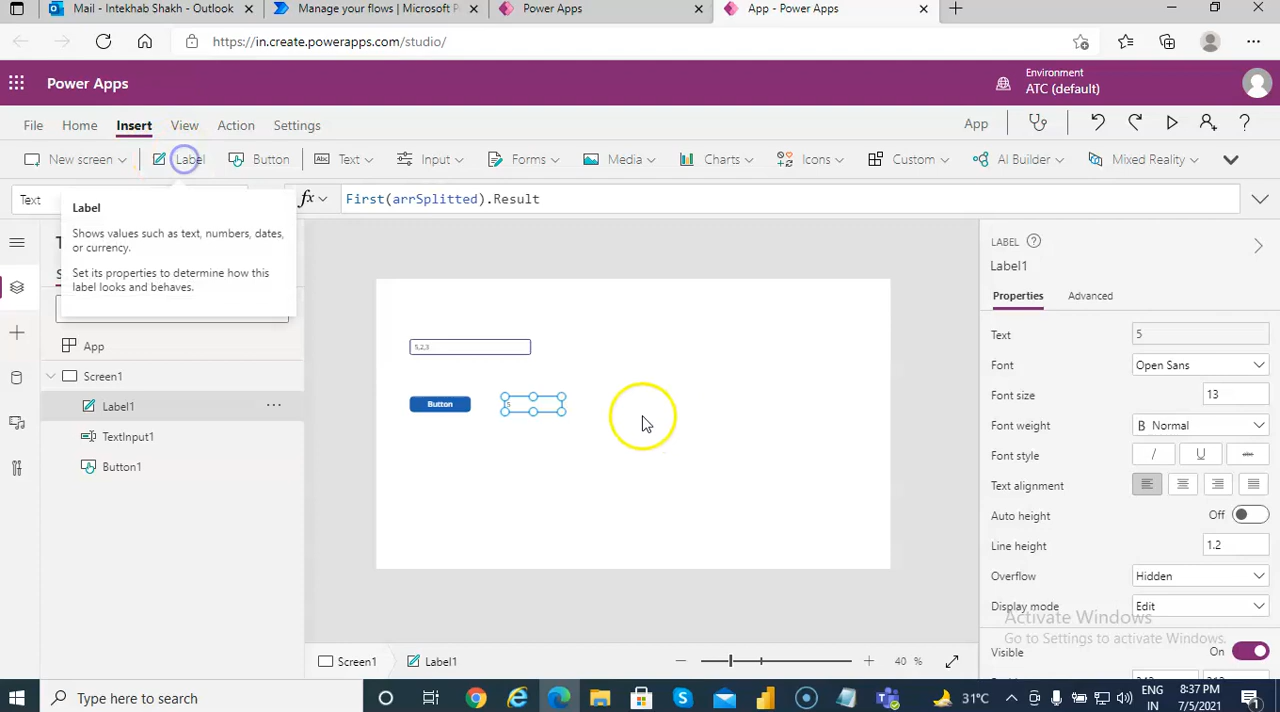 Mail - Intekhab Shakh - Outlook
Manage your flows | Microsoft P
Power Apps
App - Power Apps
https://in.create.powerapps.com/studio/
Power Apps
Environment
ATC (default)
File Home Insert View Action Settings
App
New screen Label Button Text Input Forms Media Charts Icons Custom AI Builder Mixed Reality
Text
fx
First(arrSplitted).Result
Label
Shows values such as text, numbers, dates,
or currency.
Set its properties to determine how this
label looks and behaves.
App
Screen1
Label1
TextInput1
Button1
5,2,3
Button
5
LABEL
Label1
Properties Advanced
Text 5
Font Open Sans
Font size 13
Font weight B Normal
Font style / U abc
Text alignment
Auto height Off
Line height 1.2
Overflow Hidden
Display mode Edit
Activate Windows
Go to Settings to activate Windows.
Visible On
Screen1 Label1
40 %
Type here to search
31°C
ENG
IN
8:37 PM
7/5/2021
1